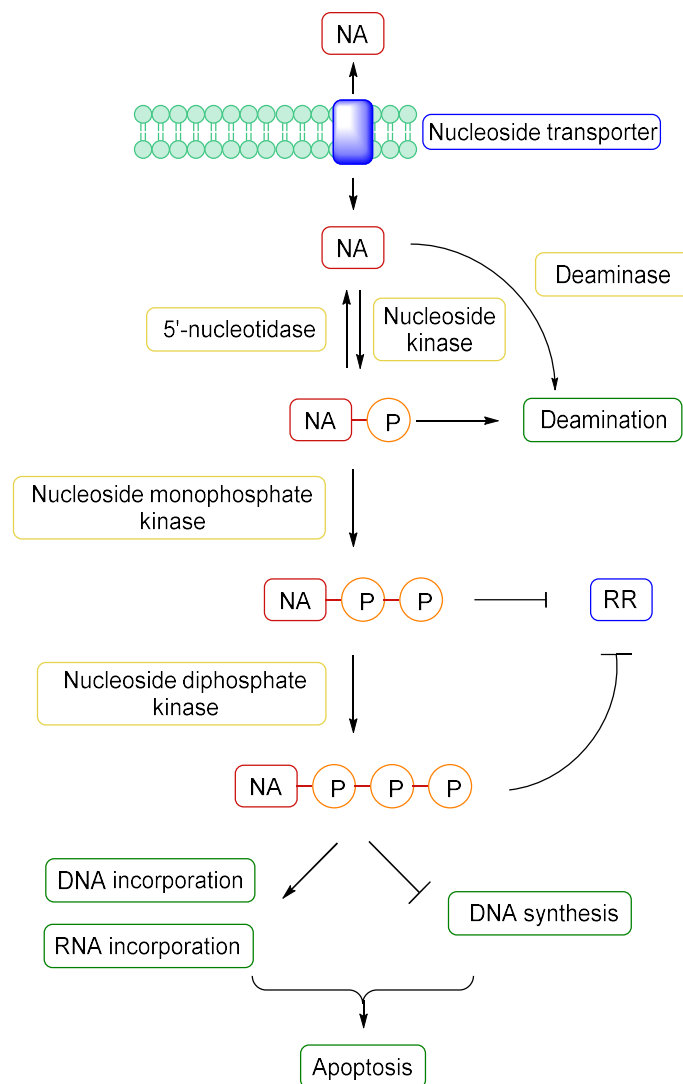 NA
Nucleoside transporter
NA
Deaminase
5'-nucleotidase
Nucleoside
kinase
NA
P
Deamination
Nucleoside monophosphate
kinase
NA
P
P
RR
Nucleoside diphosphate
kinase
NA
P
P
P
DNA incorporation
DNA synthesis
RNA incorporation
Apoptosis